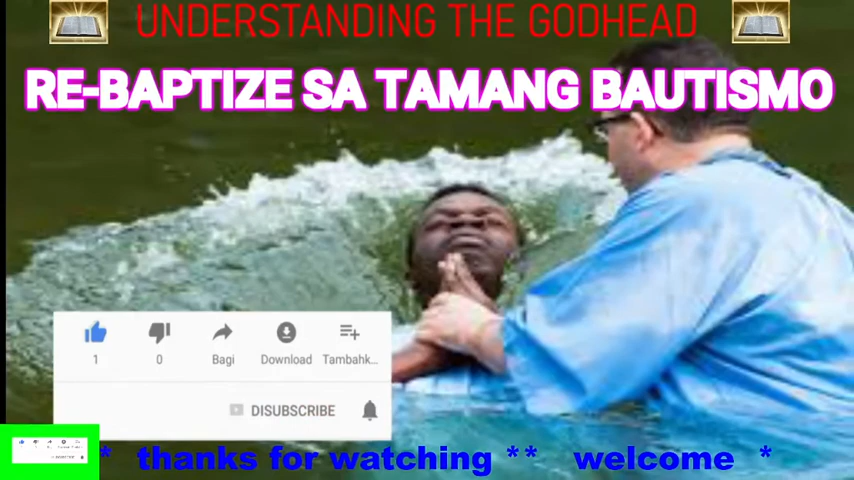 UNDERSTANDING THE GODHEAD
RE-BAPTIZE SA TAMANG BAUTISMO
1 0 Bagi Download Tambahk...
DISUBSCRIBE
* thanks for watching ** welcome *